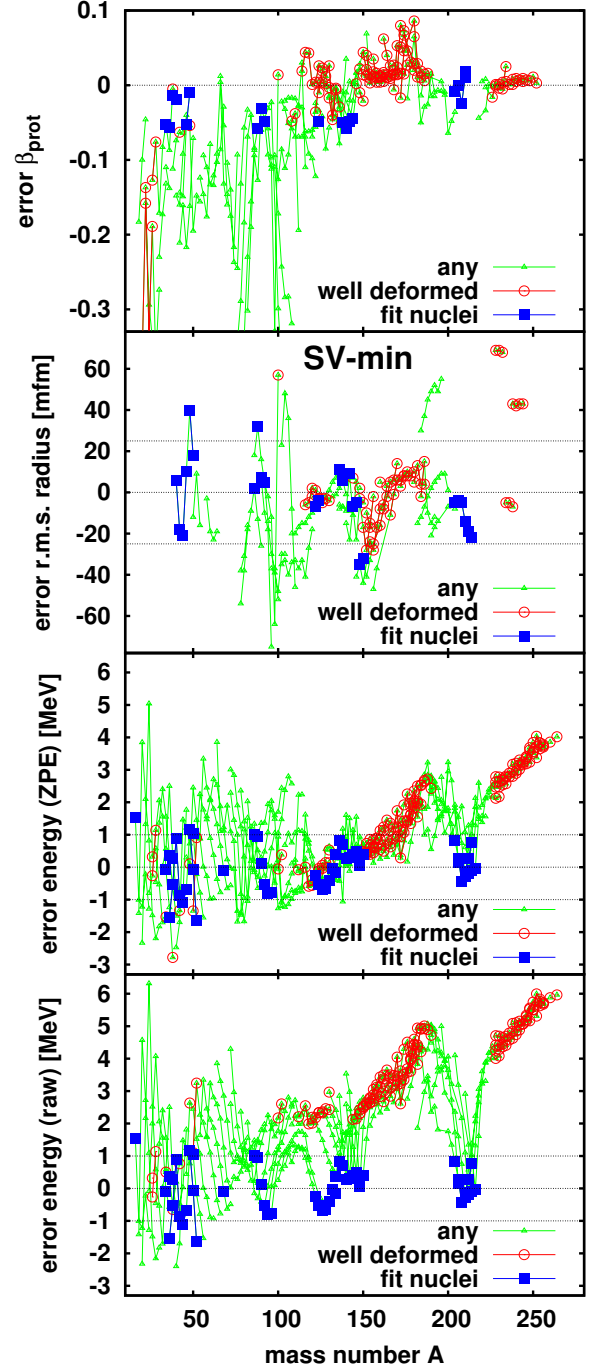 0.1
0
-0.1
-0.2
-0.3
error βprot
any
well deformed
fit nuclei
SV-min
60
40
20
0
-20
-40
-60
error r.m.s. radius [mfm]
any
well deformed
fit nuclei
6
5
4
3
2
1
0
-1
-2
-3
error energy (ZPE) [MeV]
any
well deformed
fit nuclei
6
5
4
3
2
1
0
-1
-2
-3
error energy (raw) [MeV]
any
well deformed
fit nuclei
50 100 150 200 250
mass number A